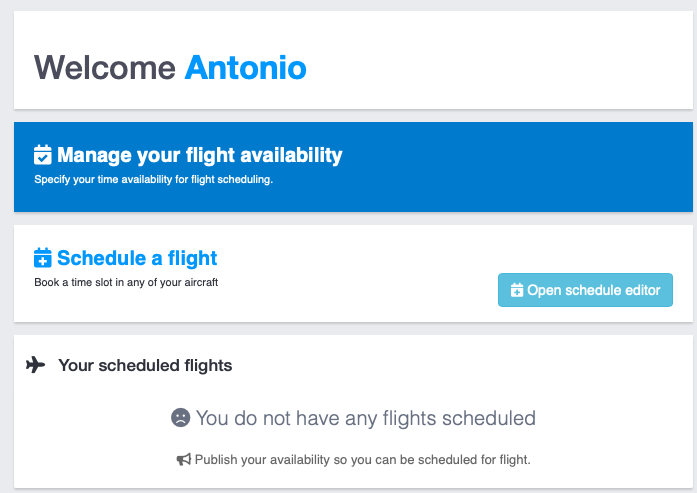 Welcome Antonio
Manage your flight availability
Specify your time availability for flight scheduling.
Schedule a flight
Book a time slot in any of your aircraft
Open schedule editor
Your scheduled flights
You do not have any flights scheduled
Publish your availability so you can be scheduled for flight.